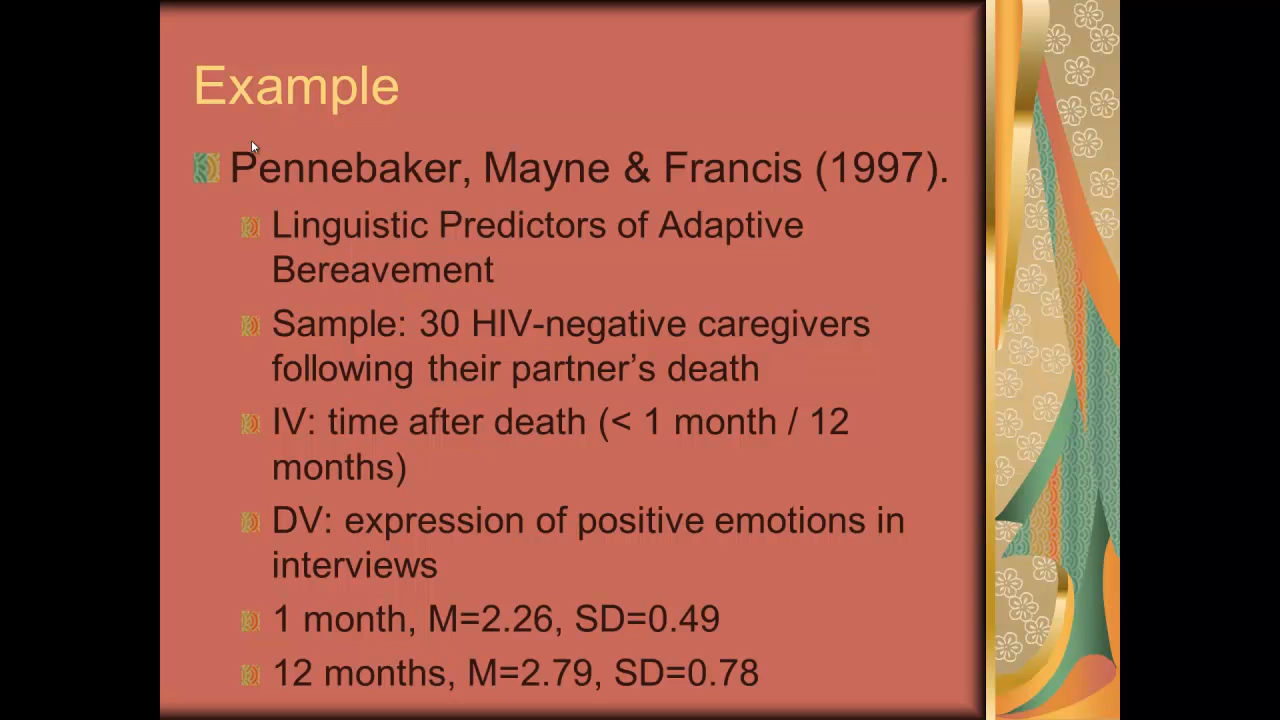 Example
Pennebaker, Mayne & Francis (1997).
Linguistic Predictors of Adaptive
Bereavement
Sample: 30 HIV-negative caregivers
following their partner’s death
IV: time after death (< 1 month / 12
months)
DV: expression of positive emotions in
interviews
1 month, M=2.26, SD=0.49
12 months, M=2.79, SD=0.78